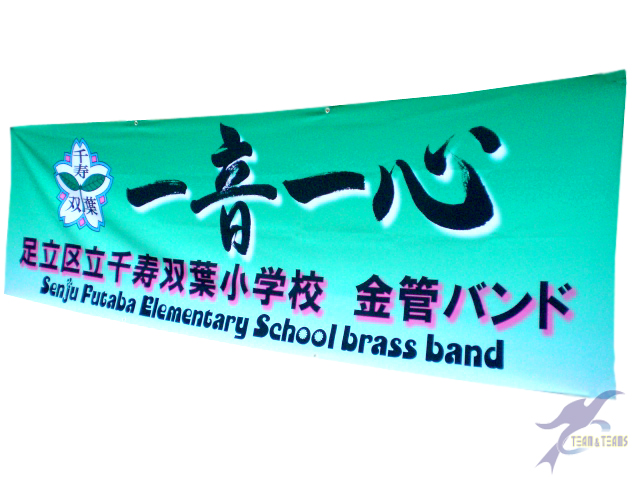 千寿
双葉
一音一心
足立区立千寿双葉小学校 金管バンド
Senju Futaba Elementary School brass band
TEAM & TEAMS